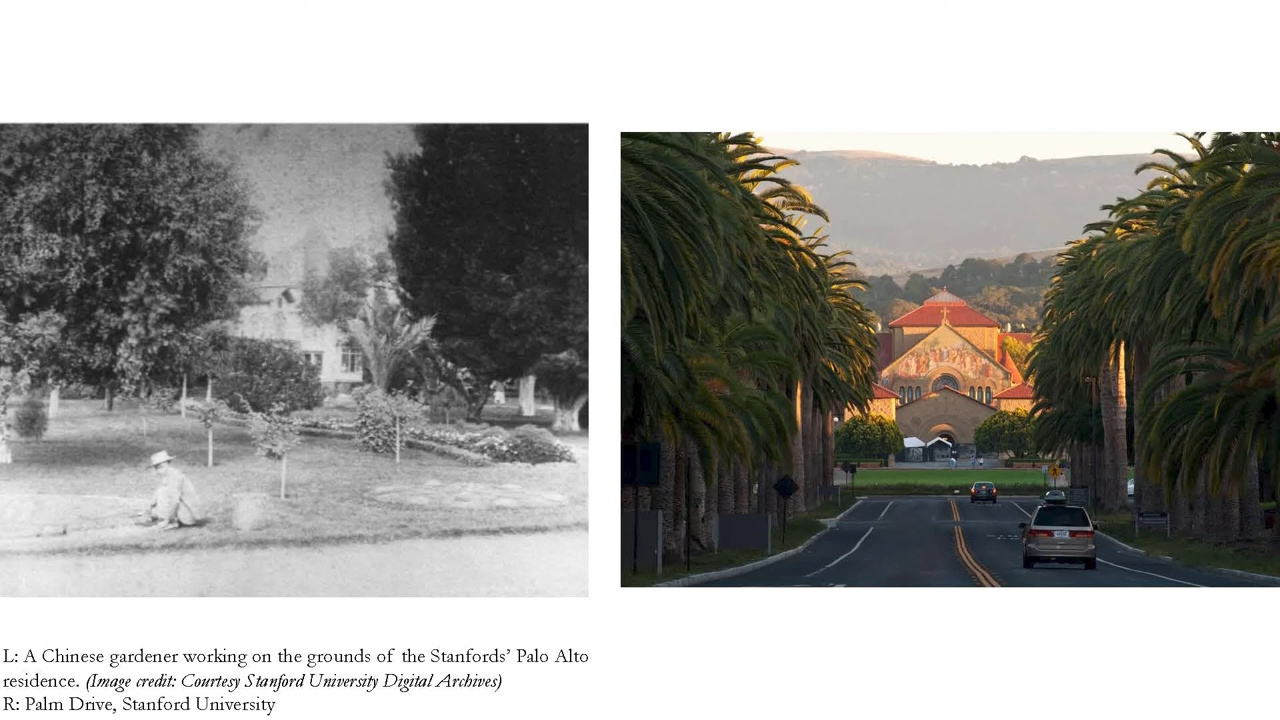 L: A Chinese gardener working on the grounds of the Stanfords’ Palo Alto
residence. (Image credit: Courtesy Stanford University Digital Archives)
R: Palm Drive, Stanford University